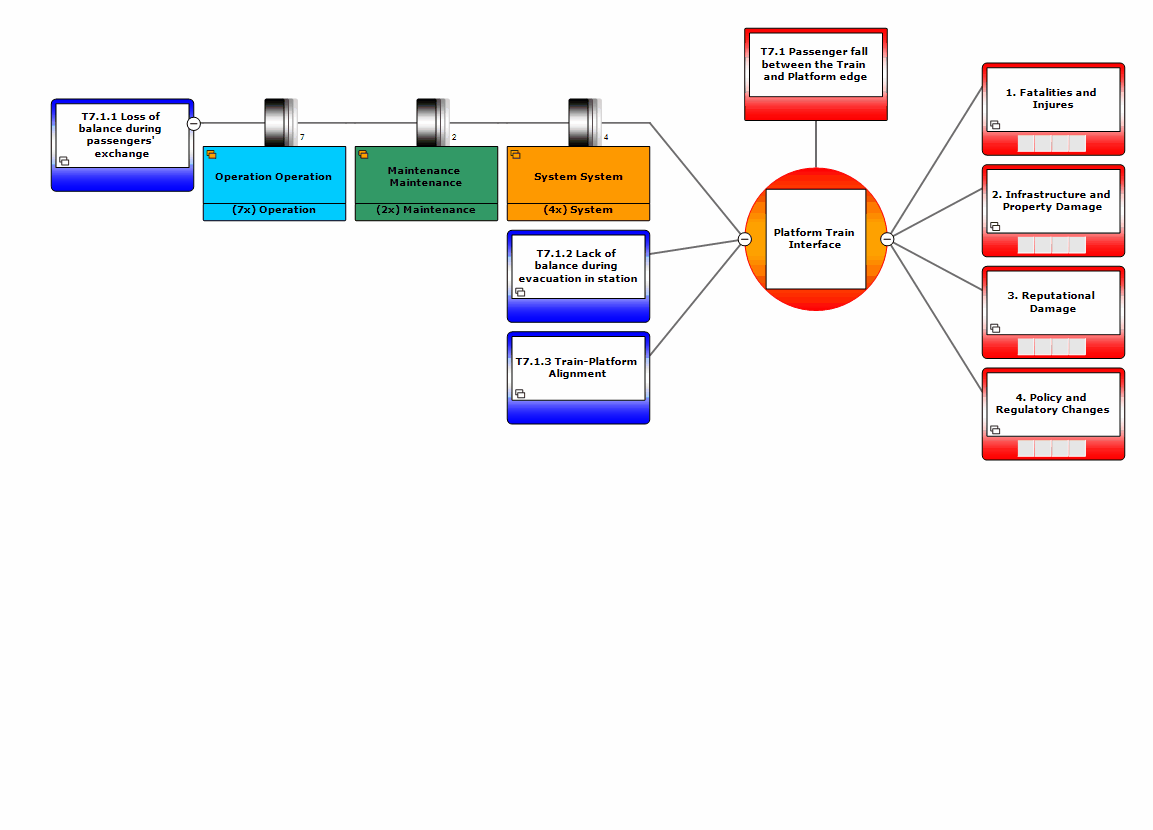 T7.1 Passenger fall
between the Train
and Platform edge
T7.1.1 Loss of
balance during
passengers'
exchange
7
2
4
Operation Operation
(7x) Operation
Maintenance
Maintenance
(2x) Maintenance
System System
(4x) System
T7.1.2 Lack of
balance during
evacuation in station
T7.1.3 Train-Platform
Alignment
Platform Train
Interface
1. Fatalities and
Injures
2. Infrastructure and
Property Damage
3. Reputational
Damage
4. Policy and
Regulatory Changes